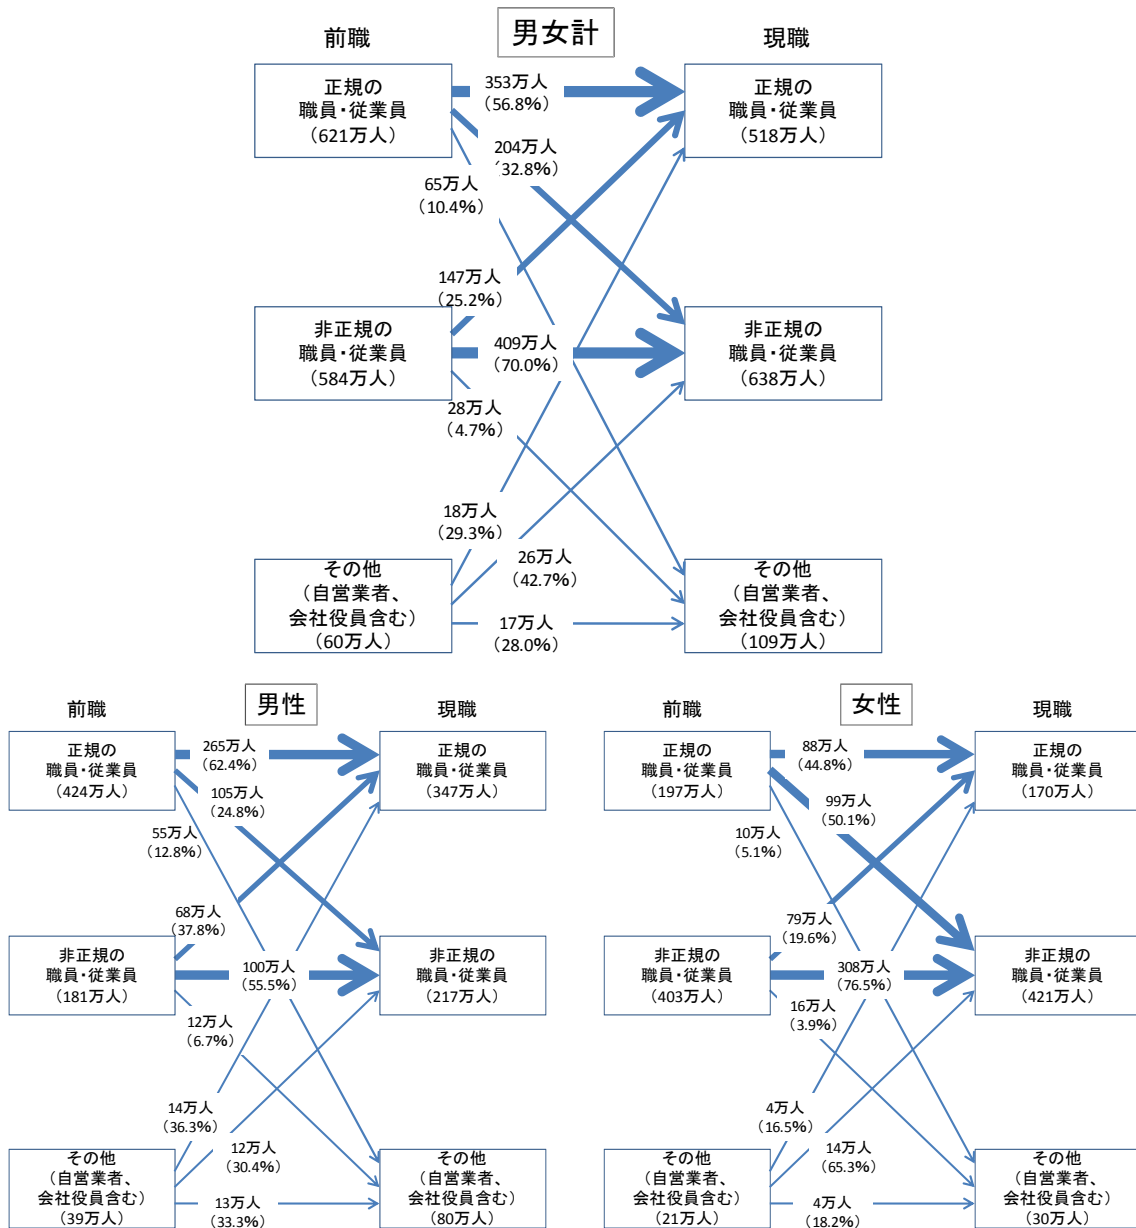 男女計
前職
現職
正規の
職員・従業員
（621万人）
353万人
（56.8%）
正規の
職員・従業員
（518万人）
204万人
（32.8%）
65万人
（10.4%）
147万人
（25.2%）
非正規の
職員・従業員
（584万人）
409万人
（70.0%）
非正規の
職員・従業員
（638万人）
28万人
（4.7%）
18万人
（29.3%）
26万人
（42.7%）
その他
（自営業者、
会社役員含む）
（60万人）
17万人
（28.0%）
その他
（自営業者、
会社役員含む）
（109万人）
男性
前職
現職
正規の
職員・従業員
（424万人）
265万人
（62.4%）
正規の
職員・従業員
（347万人）
105万人
（24.8%）
55万人
（12.8%）
68万人
（37.8%）
非正規の
職員・従業員
（181万人）
100万人
（55.5%）
非正規の
職員・従業員
（217万人）
12万人
（6.7%）
14万人
（36.3%）
12万人
（30.4%）
その他
（自営業者、
会社役員含む）
（39万人）
13万人
（33.3%）
その他
（自営業者、
会社役員含む）
（80万人）
女性
前職
現職
正規の
職員・従業員
（197万人）
88万人
（44.8%）
正規の
職員・従業員
（170万人）
99万人
（50.1%）
10万人
（5.1%）
79万人
（19.6%）
非正規の
職員・従業員
（403万人）
308万人
（76.5%）
非正規の
職員・従業員
（421万人）
16万人
（3.9%）
4万人
（16.5%）
14万人
（65.3%）
その他
（自営業者、
会社役員含む）
（21万人）
4万人
（18.2%）
その他
（自営業者、
会社役員含む）
（30万人）